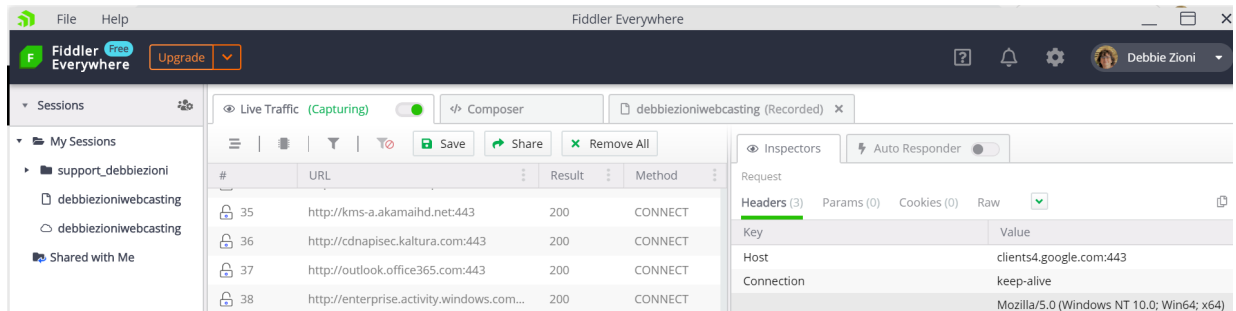 File Help Fiddler Everywhere
F Fiddler Free Everywhere Upgrade ? Debbie Zioni
Sessions Live Traffic (Capturing) </> Composer debbiezioniwebcasting (Recorded)
My Sessions Save Share Remove All Inspectors Auto Responder
support_debbiezioni # URL Result Method Request
debbiezioniwebcasting 35 http://kms-a.akamaihd.net:443 200 CONNECT Headers (3) Params (0) Cookies (0) Raw
debbiezioniwebcasting 36 http://cdnapisec.kaltura.com:443 200 CONNECT Key Value
Shared with Me 37 http://outlook.office365.com:443 200 CONNECT Host clients4.google.com:443
Connection keep-alive
38 http://enterprise.activity.windows.com... 200 CONNECT Mozilla/5.0 (Windows NT 10.0; Win64; x64)